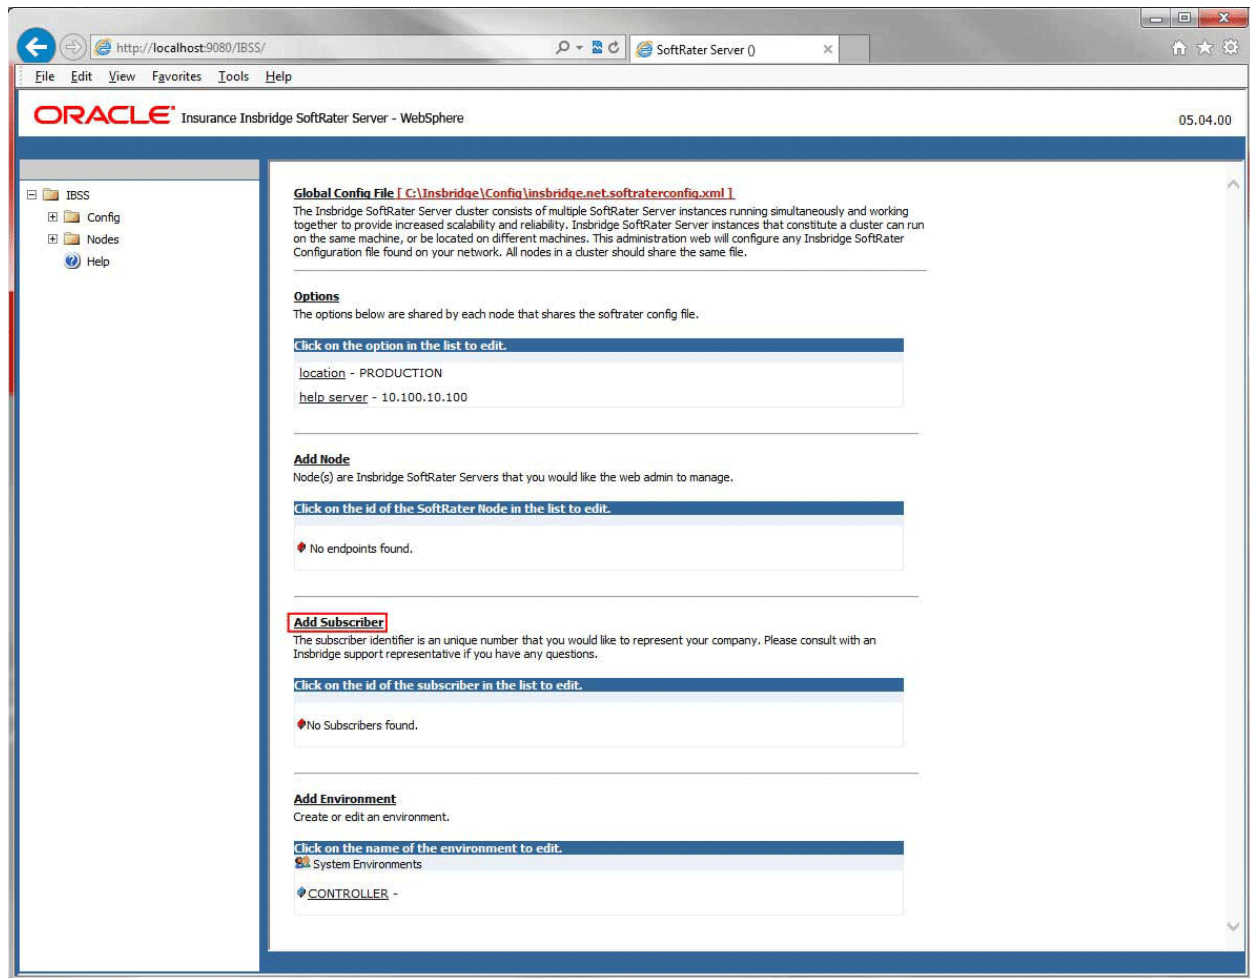 http://localhost:9080/IBSS/
SoftRater Server ()
File Edit View Favorites Tools Help
ORACLE Insurance Insbridge SoftRater Server - WebSphere
05.04.00
IBSS
Config
Nodes
Help
Global Config File [ C:\Insbridge\Config\insbridge.net.softraterconfig.xml ]
The Insbridge SoftRater Server cluster consists of multiple SoftRater Server instances running simultaneously and working
together to provide increased scalability and reliability. Insbridge SoftRater Server instances that constitute a cluster can run
on the same machine, or be located on different machines. This administration web will configure any Insbridge SoftRater
Configuration file found on your network. All nodes in a cluster should share the same file.
Options
The options below are shared by each node that shares the softrater config file.
Click on the option in the list to edit.
location - PRODUCTION
help server - 10.100.10.100
Add Node
Node(s) are Insbridge SoftRater Servers that you would like the web admin to manage.
Click on the id of the SoftRater Node in the list to edit.
No endpoints found.
Add Subscriber
The subscriber identifier is an unique number that you would like to represent your company. Please consult with an
Insbridge support representative if you have any questions.
Click on the id of the subscriber in the list to edit.
No Subscribers found.
Add Environment
Create or edit an environment.
Click on the name of the environment to edit.
System Environments
CONTROLLER -